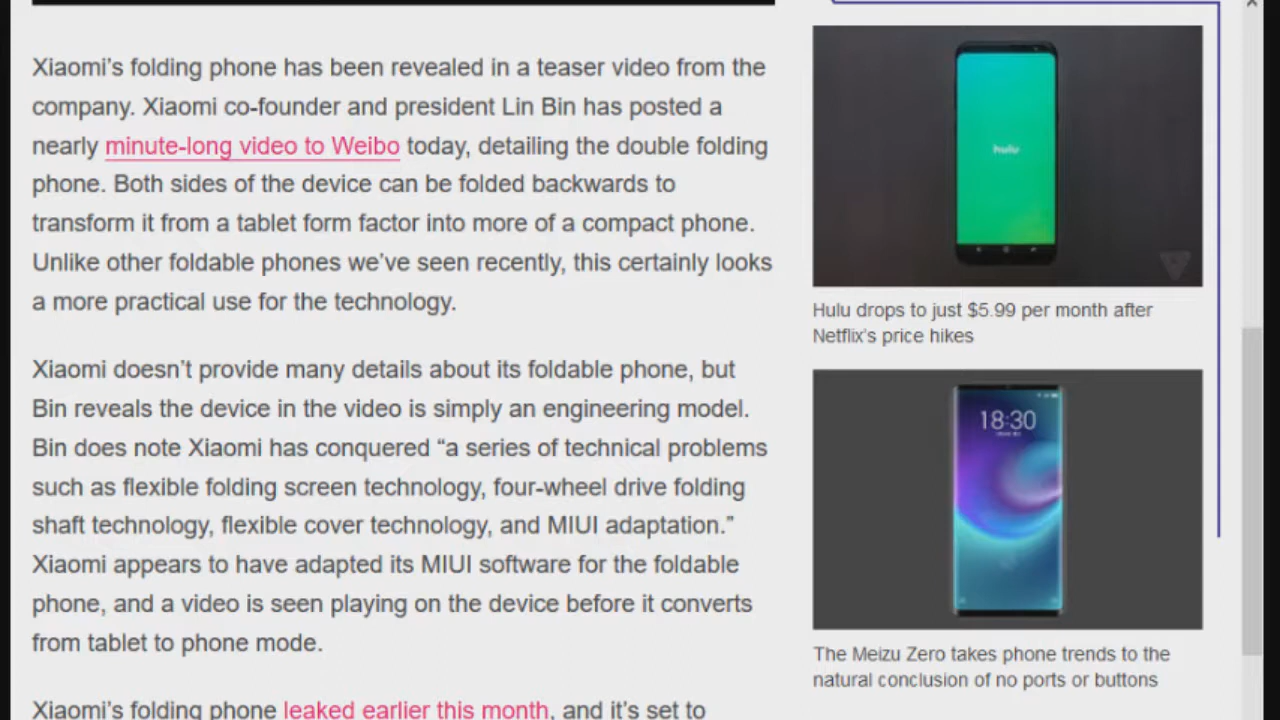 Xiaomi’s folding phone has been revealed in a teaser video from the
company. Xiaomi co-founder and president Lin Bin has posted a
nearly minute-long video to Weibo today, detailing the double folding
phone. Both sides of the device can be folded backwards to
transform it from a tablet form factor into more of a compact phone.
Unlike other foldable phones we’ve seen recently, this certainly looks
a more practical use for the technology.
Xiaomi doesn’t provide many details about its foldable phone, but
Bin reveals the device in the video is simply an engineering model.
Bin does note Xiaomi has conquered “a series of technical problems
such as flexible folding screen technology, four-wheel drive folding
shaft technology, flexible cover technology, and MIUI adaptation.”
Xiaomi appears to have adapted its MIUI software for the foldable
phone, and a video is seen playing on the device before it converts
from tablet to phone mode.
Xiaomi’s folding phone leaked earlier this month, and it’s set to
hulu
Hulu drops to just $5.99 per month after
Netflix’s price hikes
18:30
The Meizu Zero takes phone trends to the
natural conclusion of no ports or buttons